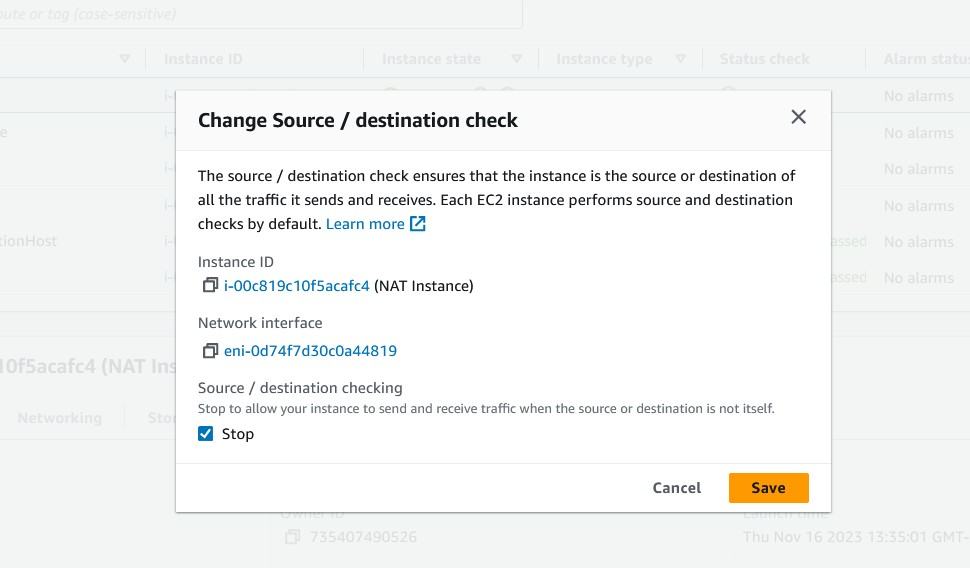 bute or tag (case-sensitive)
Instance ID Instance state Instance type Status check Alarm status
No alarms
Change Source / destination check
No alarms
The source / destination check ensures that the instance is the source or destination of
No alarms
all the traffic it sends and receives. Each EC2 instance performs source and destination
No alarms
checks by default. Learn more
tionHost
assed No alarms
Instance ID
i-00c819c10f5acafc4 (NAT Instance)
assed No alarms
Network interface
eni-0d74f7d30c0a44819
10f5acafc4 (NAT Ins
Source / destination checking
Stop to allow your instance to send and receive traffic when the source or destination is not itself.
Networking Stor
Stop
Cancel Save
Owner ID Launch time
735407490526 Thu Nov 16 2023 13:35:01 GMT-